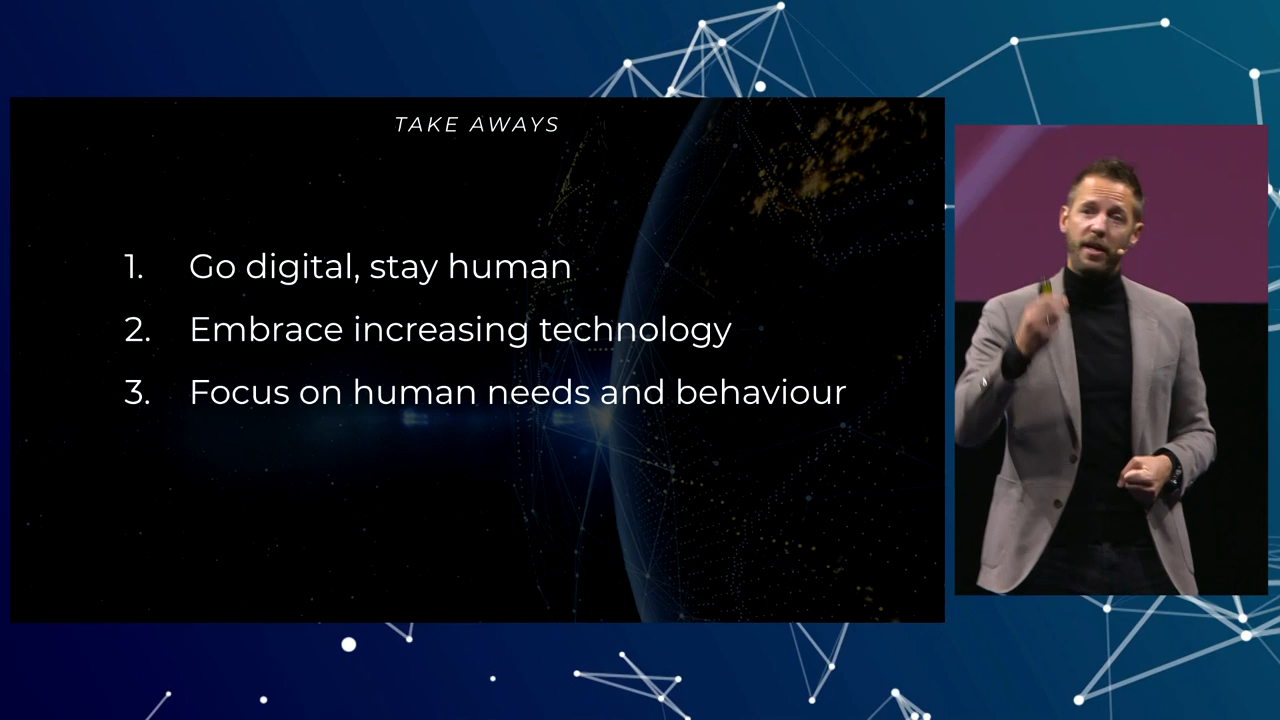 TAKE AWAYS
1. Go digital, stay human
2. Embrace increasing technology
3. Focus on human needs and behaviour